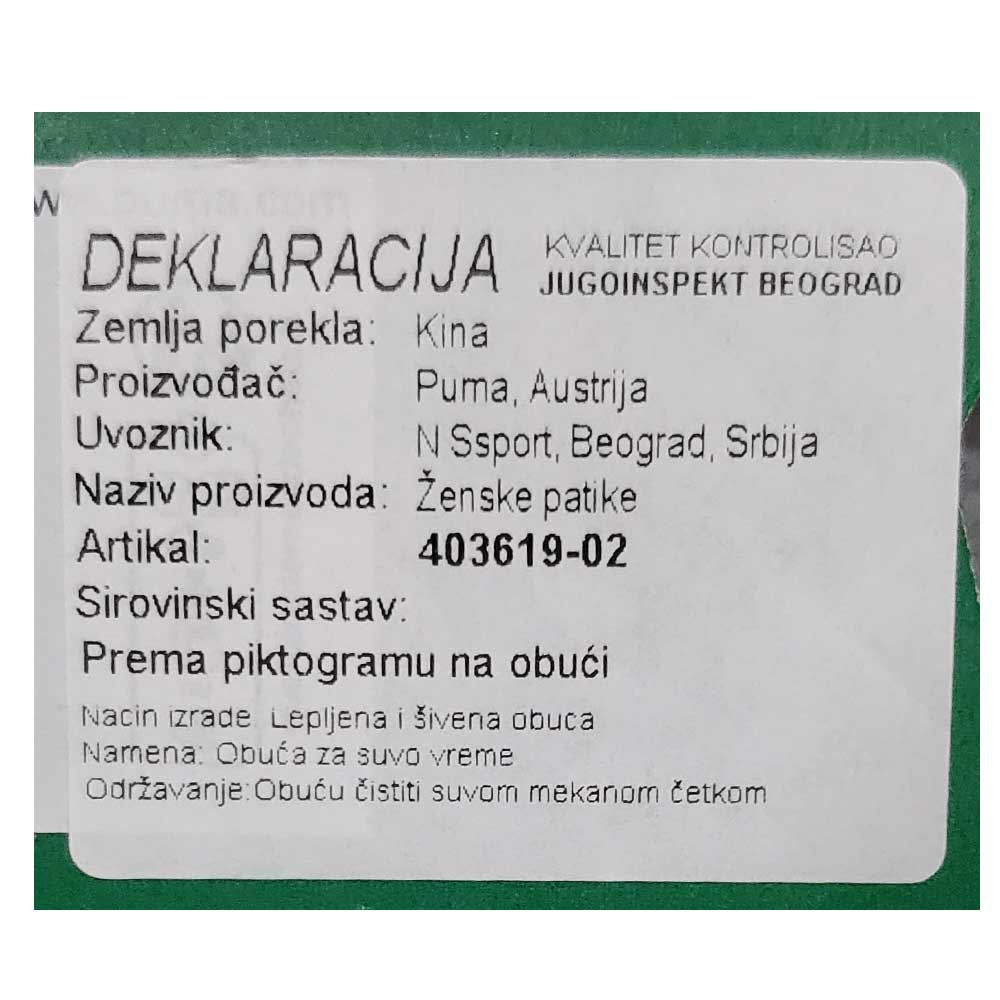 W
DEKLARACIJA
KVALITET KONTROLISAO
JUGOINSPEKT BEOGRAD
Zemlja porekla: Kina
Proizvođač: Puma, Austrija
Uvoznik: N Ssport, Beograd, Srbija
Naziv proizvoda: Ženske patike
Artikal: 403619-02
Sirovinski sastav:
Prema piktogramu na obući
Nacin izrade: Lepljena i šivena obuca
Namena: Obuća za suvo vreme
Održavanje:Obuću čistiti suvom mekanom četkom